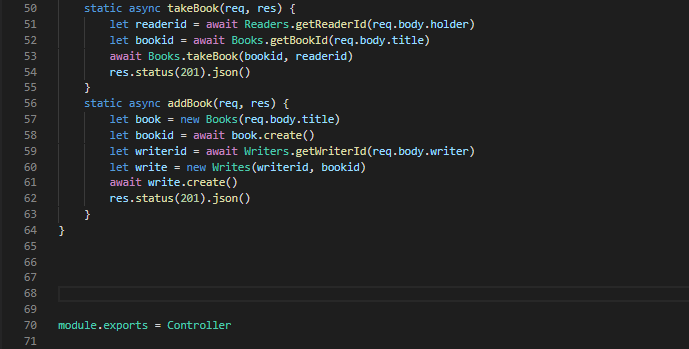 50 static async takeBook(req, res) {
51 let readerid = await Readers.getReaderId(req.body.holder)
52 let bookid = await Books.getBookId(req.body.title)
53 await Books.takeBook(bookid, readerid)
54 res.status(201).json()
55 }
56 static async addBook(req, res) {
57 let book = new Books(req.body.title)
58 let bookid = await book.create()
59 let writerid = await Writers.getWriterId(req.body.writer)
60 let write = new Writes(writerid, bookid)
61 await write.create()
62 res.status(201).json()
63 }
64 }
65
66
67
68
69
70 module.exports = Controller
71